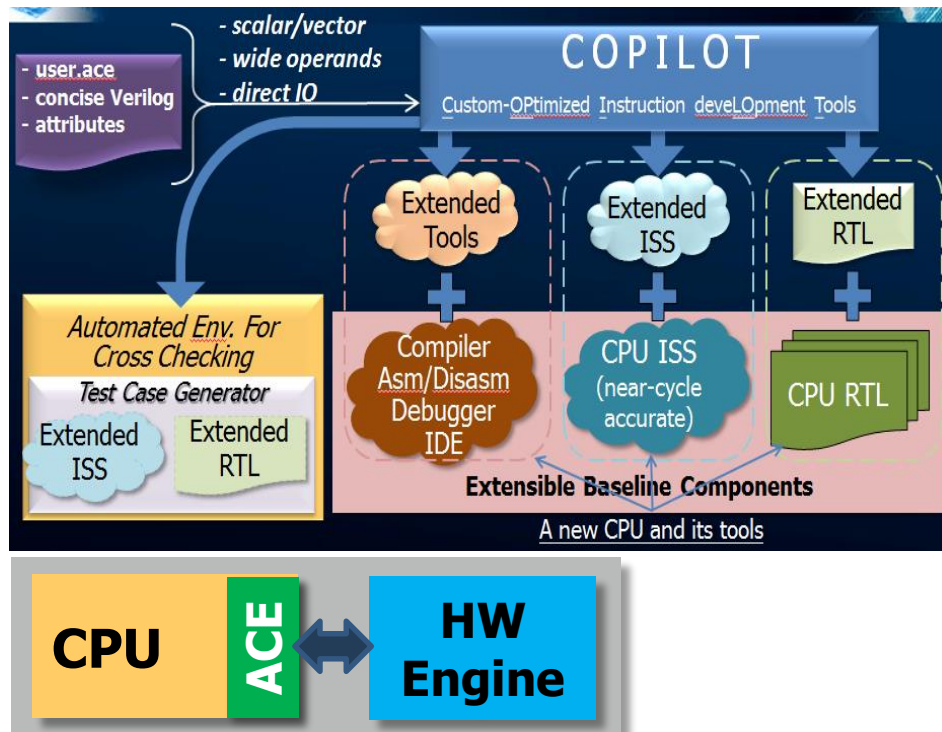 - user.ace
- concise Verilog
- attributes
- scalar/vector
- wide operands
- direct IO
COPILOT
Custom-OPtimized Instruction deveLOpment Tools
Extended
Tools
Extended
ISS
Extended
RTL
Automated Env. For
Cross Checking
Test Case Generator
Extended
ISS
Extended
RTL
Compiler
Asm/Disasm
Debugger
IDE
CPU ISS
(near-cycle
accurate)
CPU RTL
Extensible Baseline Components
A new CPU and its tools
CPU
ACE
HW
Engine